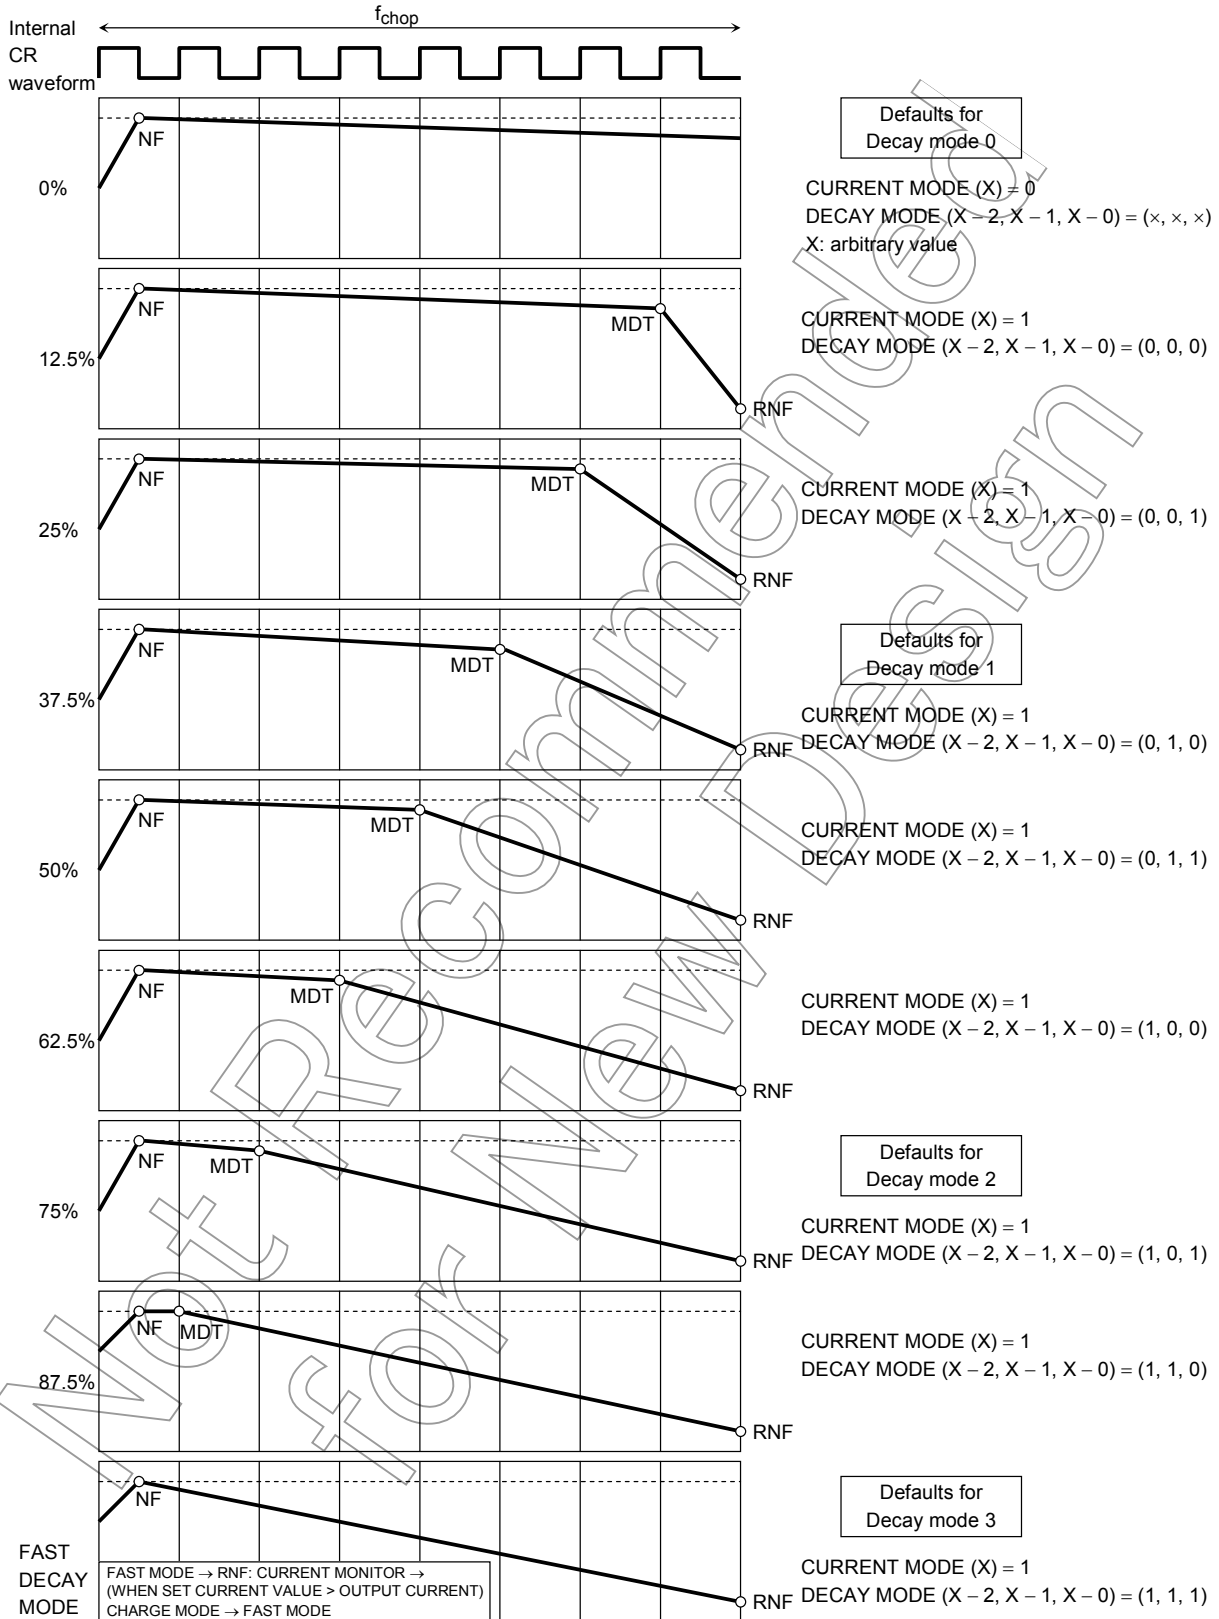 fchop
Internal
CR
waveform
NF
0%
Defaults for
Decay mode 0
CURRENT MODE (X) = 0
DECAY MODE (X − 2, X − 1, X − 0) = (×, ×, ×)
X: arbitrary value
NF
MDT
12.5%
RNF
CURRENT MODE (X) = 1
DECAY MODE (X − 2, X − 1, X − 0) = (0, 0, 0)
NF
MDT
25%
RNF
CURRENT MODE (X) = 1
DECAY MODE (X − 2, X − 1, X − 0) = (0, 0, 1)
NF
MDT
37.5%
RNF
Defaults for
Decay mode 1
CURRENT MODE (X) = 1
DECAY MODE (X − 2, X − 1, X − 0) = (0, 1, 0)
NF
MDT
50%
RNF
CURRENT MODE (X) = 1
DECAY MODE (X − 2, X − 1, X − 0) = (0, 1, 1)
NF
MDT
62.5%
RNF
CURRENT MODE (X) = 1
DECAY MODE (X − 2, X − 1, X − 0) = (1, 0, 0)
NF
MDT
75%
RNF
Defaults for
Decay mode 2
CURRENT MODE (X) = 1
DECAY MODE (X − 2, X − 1, X − 0) = (1, 0, 1)
NF
MDT
87.5%
RNF
CURRENT MODE (X) = 1
DECAY MODE (X − 2, X − 1, X − 0) = (1, 1, 0)
NF
FAST
DECAY
MODE
FAST MODE → RNF: CURRENT MONITOR →
(WHEN SET CURRENT VALUE > OUTPUT CURRENT)
CHARGE MODE → FAST MODE
RNF
Defaults for
Decay mode 3
CURRENT MODE (X) = 1
DECAY MODE (X − 2, X − 1, X − 0) = (1, 1, 1)
Not Recommended
for New Design